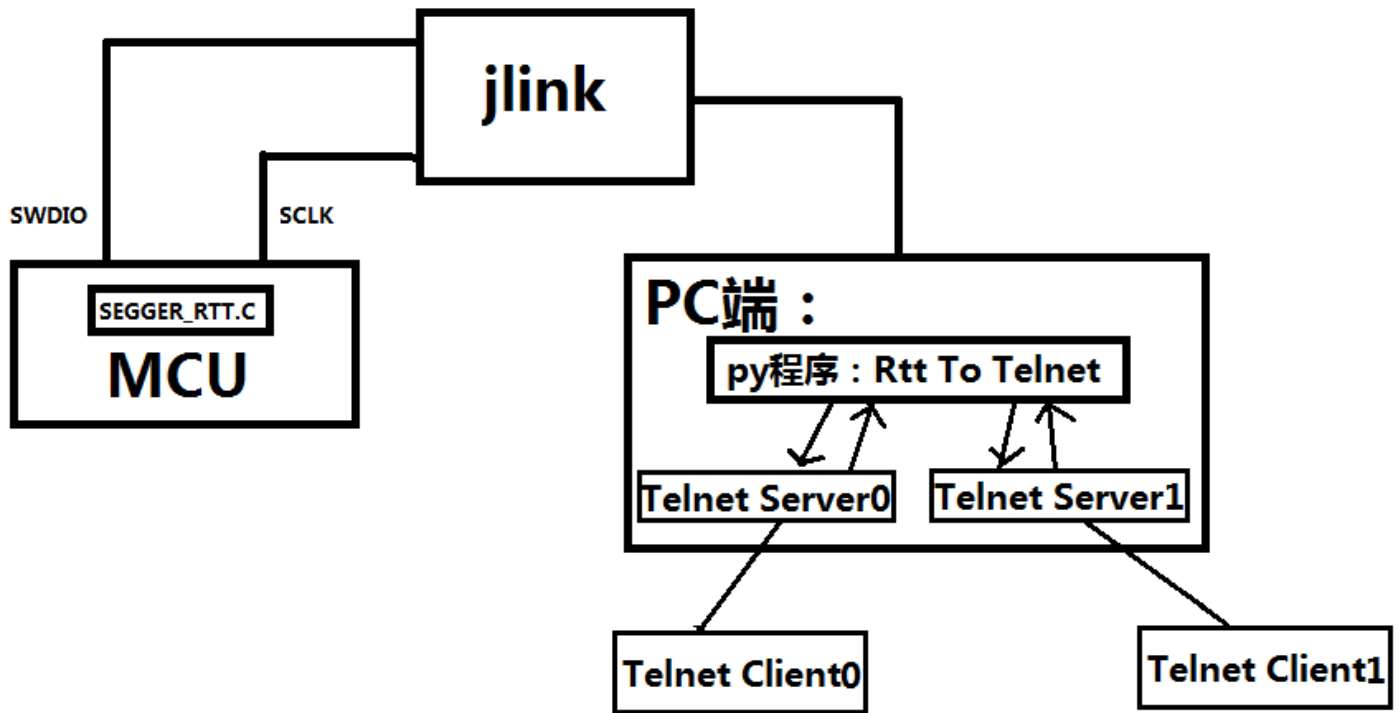 jlink
SWDIO
SCLK
SEGGER_RTT.C
MCU
PC端：
py程序：Rtt To Telnet
Telnet Server0
Telnet Server1
Telnet Client0
Telnet Client1